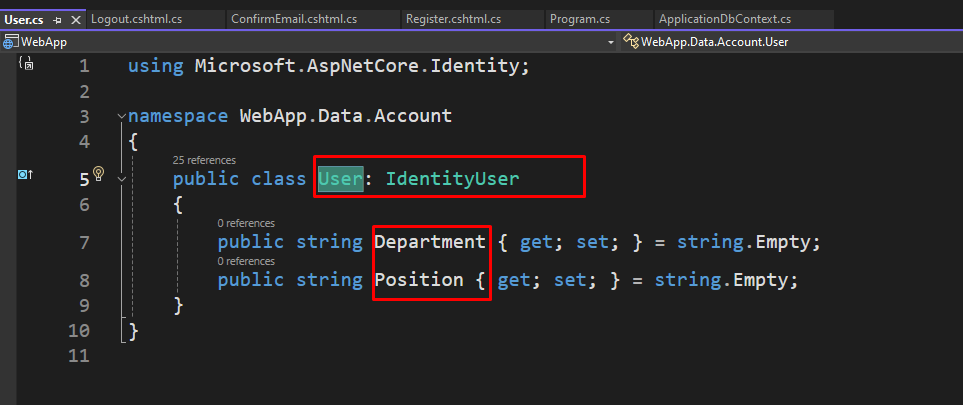 User.cs Logout.cshtml.cs ConfirmEmail.cshtml.cs Register.cshtml.cs Program.cs ApplicationDbContext.cs
WebApp WebApp.Data.Account.User
1 using Microsoft.AspNetCore.Identity;
2
3 namespace WebApp.Data.Account
4 {
25 references
5 public class User: IdentityUser
6 {
0 references
7 public string Department { get; set; } = string.Empty;
0 references
8 public string Position { get; set; } = string.Empty;
9 }
10 }
11